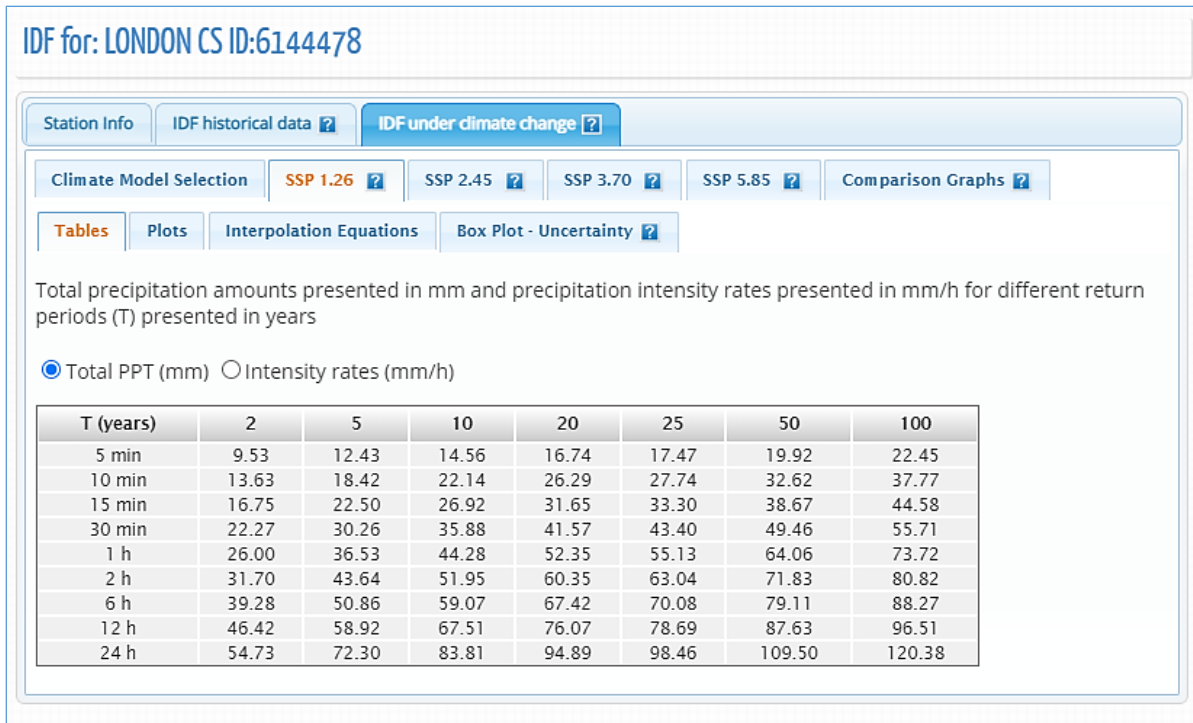 IDF for: LONDON CS ID:6144478
Station Info IDF historical data ? IDF under climate change ?
Climate Model Selection SSP 1.26 ? SSP 2.45 ? SSP 3.70 ? SSP 5.85 ? Comparison Graphs ?
Tables Plots Interpolation Equations Box Plot - Uncertainty ?
Total precipitation amounts presented in mm and precipitation intensity rates presented in mm/h for different return
periods (T) presented in years
Total PPT (mm) Intensity rates (mm/h)
T (years) 2 5 10 20 25 50 100
5 min 9.53 12.43 14.56 16.74 17.47 19.92 22.45
10 min 13.63 18.42 22.14 26.29 27.74 32.62 37.77
15 min 16.75 22.50 26.92 31.65 33.30 38.67 44.58
30 min 22.27 30.26 35.88 41.57 43.40 49.46 55.71
1 h 26.00 36.53 44.28 52.35 55.13 64.06 73.72
2 h 31.70 43.64 51.95 60.35 63.04 71.83 80.82
6 h 39.28 50.86 59.07 67.42 70.08 79.11 88.27
12 h 46.42 58.92 67.51 76.07 78.69 87.63 96.51
24 h 54.73 72.30 83.81 94.89 98.46 109.50 120.38